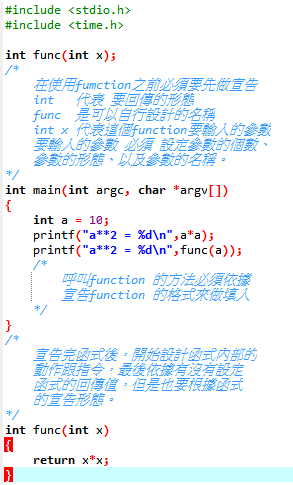 #include <stdio.h>
#include <time.h>
int func(int x);
/*
在使用fumction之前必須要先做宣告
int 代表 要回傳的形態
func 是可以自行設計的名稱
int x 代表這個function要輸入的參數
要輸入的參數 必須 設定參數的個數、
參數的形態、以及參數的名稱。
*/
int main(int argc, char *argv[])
{
int a = 10;
printf("a**2 = %d\n",a*a);
printf("a**2 = %d\n",func(a));
/*
呼叫function 的方法必須依據
宣告function 的格式來做填入
*/
}
/*
宣告完函式後，開始設計函式內部的
動作跟指令，最後依據有沒有設定
函式的回傳值，但是也要根據函式
的宣告形態。
*/
int func(int x)
{
return x*x;
}